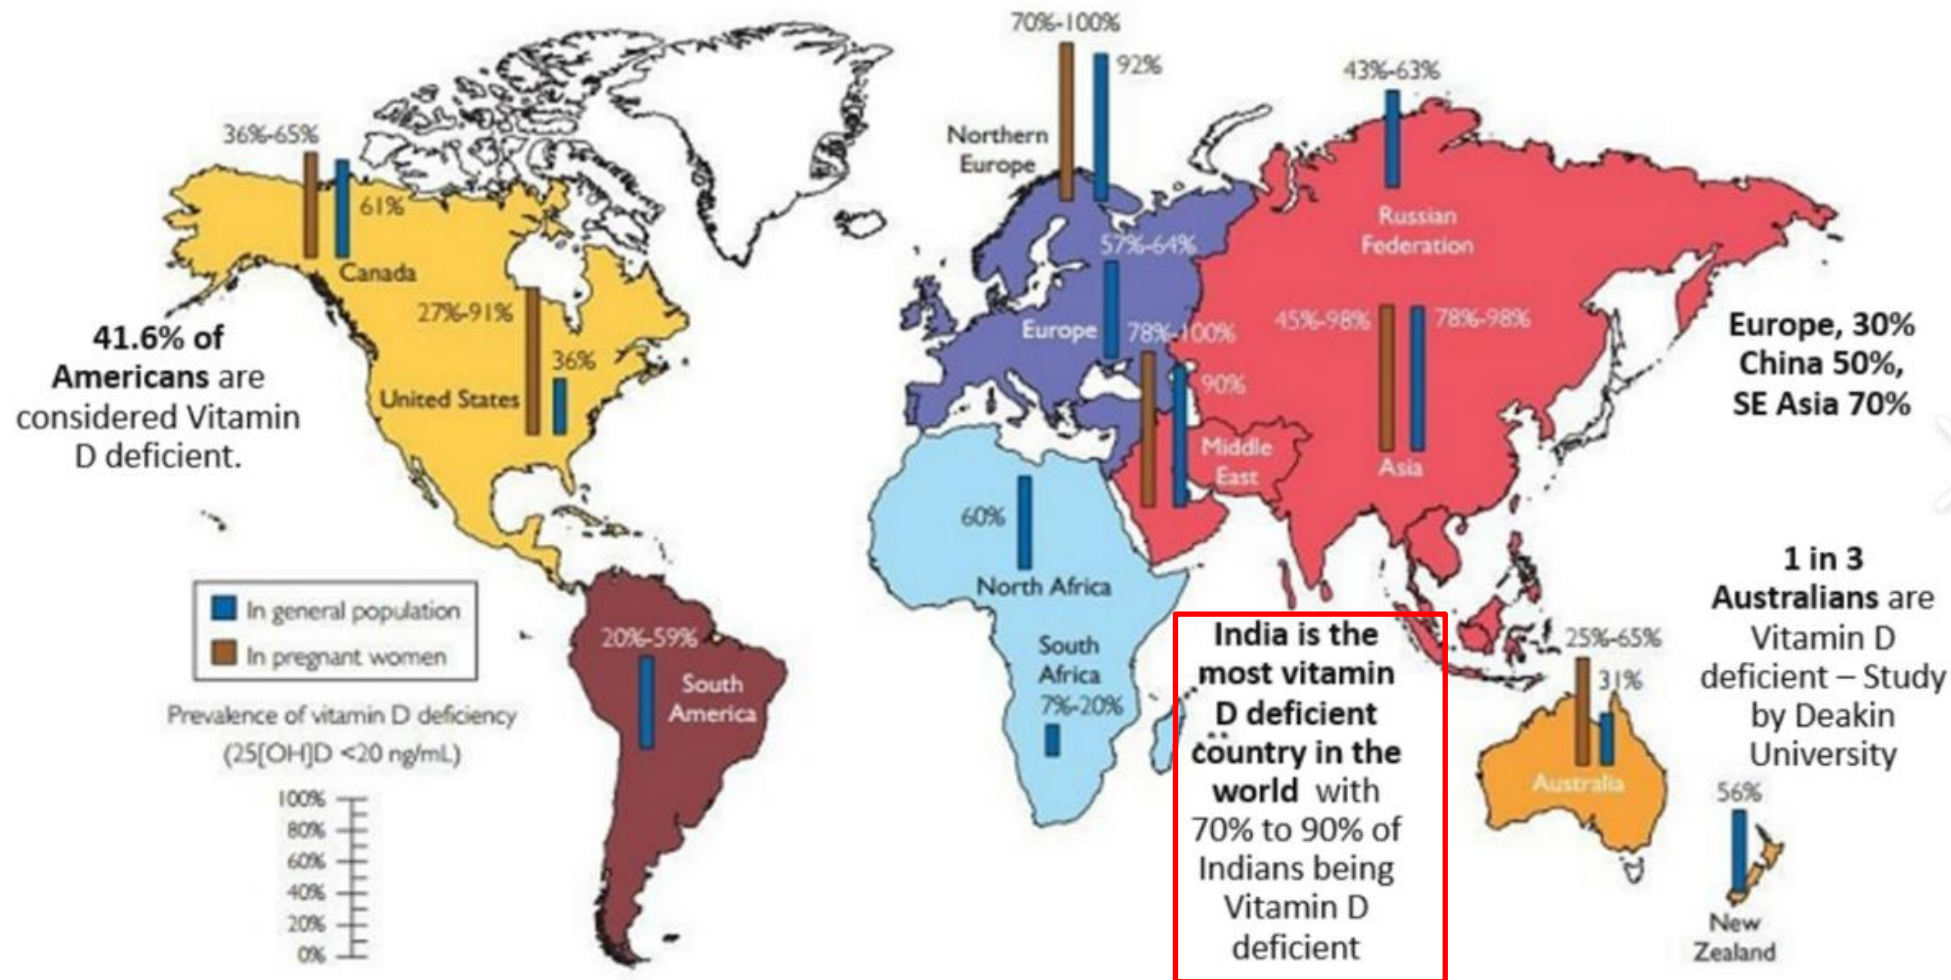 70%-100%
92%
43%-63%
36%-65%
Northern
Europe
61%
Russian
Federation
57%-64%
Canada
27%-91%
45%-98%
78%-98%
Europe
78%-100%
36%
90%
United States
Middle
East
Asia
41.6% of
Americans are
considered Vitamin
D deficient.
Europe, 30%
China 50%,
SE Asia 70%
60%
North Africa
1 in 3
Australians are
Vitamin D
deficient – Study
by Deakin
University
In general population
In pregnant women
20%-59%
South
America
South
Africa
7%-20%
India is the
most vitamin
D deficient
country in the
world with
70% to 90% of
Indians being
Vitamin D
deficient
25%-65%
31%
Australia
Prevalence of vitamin D deficiency
(25[OH]D <20 ng/mL)
100%
80%
60%
40%
20%
0%
56%
New
Zealand